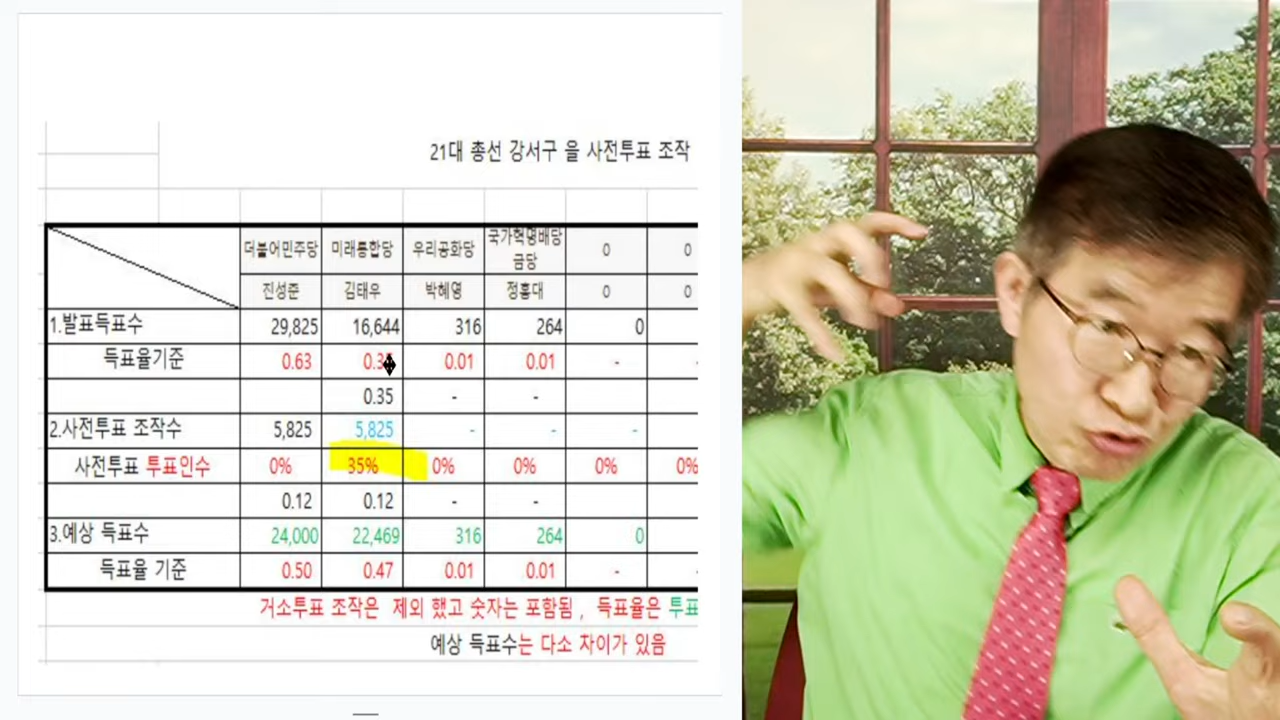 21대 총선 강서구 을 사전투표 조작
더불어민주당 미래통합당 우리공화당 국가혁명배당금당 0 0
진성준 김태우 박혜영 정홍대 0 0
1.발표득표수 29,825 16,644 316 264 0
득표율기준 0.63 0.01 0.01 - -
0.35 - -
2.사전투표 조작수 5,825 5,825 - - -
사전투표 투표인수 0% 35% 0% 0% 0% 0%
0.12 0.12 - -
3.예상 득표수 24,000 22,469 316 264 0
득표율 기준 0.50 0.47 0.01 0.01 - -
거소투표 조작은 제외 했고 숫자는 포함됨 , 득표율은 투표
예상 득표수는 다소 차이가 있음